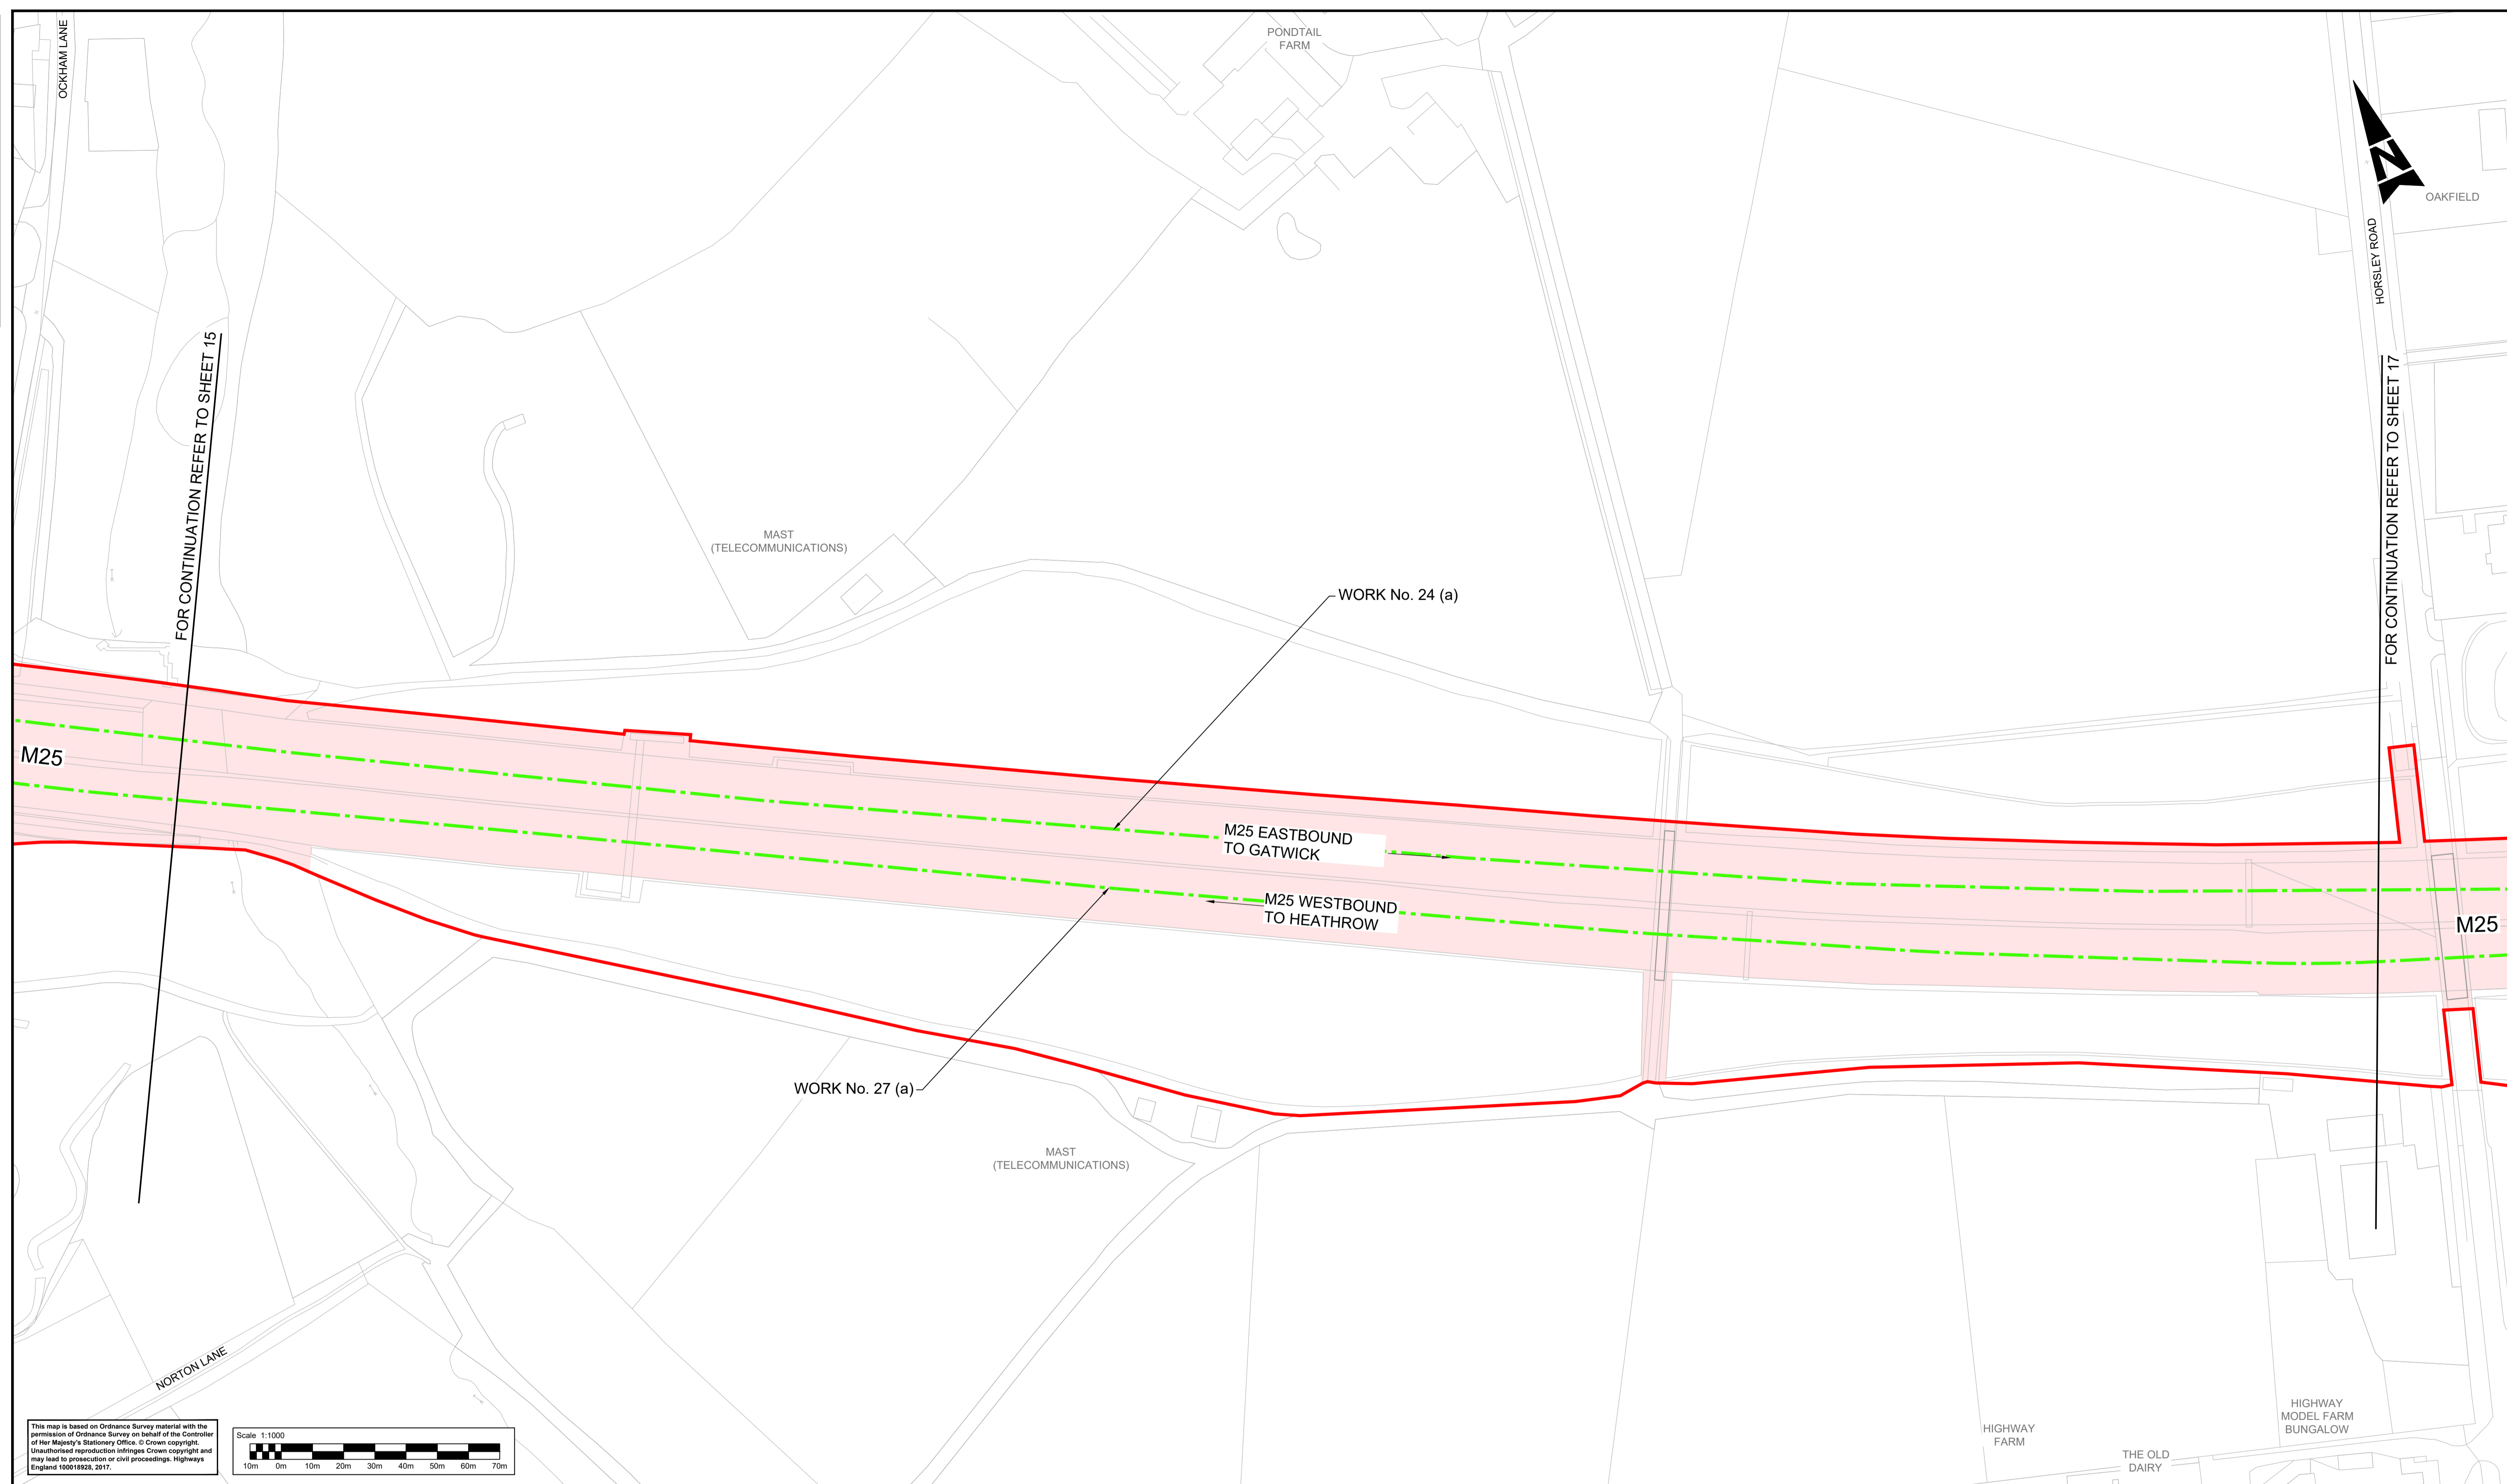 OCKHAM LANE
PONDTAIL
FARM
N
OAKFIELD
HORSLEY ROAD
FOR CONTINUATION REFER TO SHEET 15
FOR CONTINUATION REFER TO SHEET 17
MAST
(TELECOMMUNICATIONS)
WORK No. 24 (a)
M25
M25 EASTBOUND
TO GATWICK
M25 WESTBOUND
TO HEATHROW
M25
WORK No. 27 (a)
MAST
(TELECOMMUNICATIONS)
NORTON LANE
HIGHWAY
FARM
THE OLD
DAIRY
HIGHWAY
MODEL FARM
BUNGALOW
This map is based on Ordnance Survey material with the
permission of Ordnance Survey on behalf of the Controller
of Her Majesty's Stationery Office. © Crown copyright.
Unauthorised reproduction infringes Crown copyright and
may lead to prosecution or civil proceedings. Highways
England 100018928, 2017.
Scale 1:1000
10m 0m 10m 20m 30m 40m 50m 60m 70m